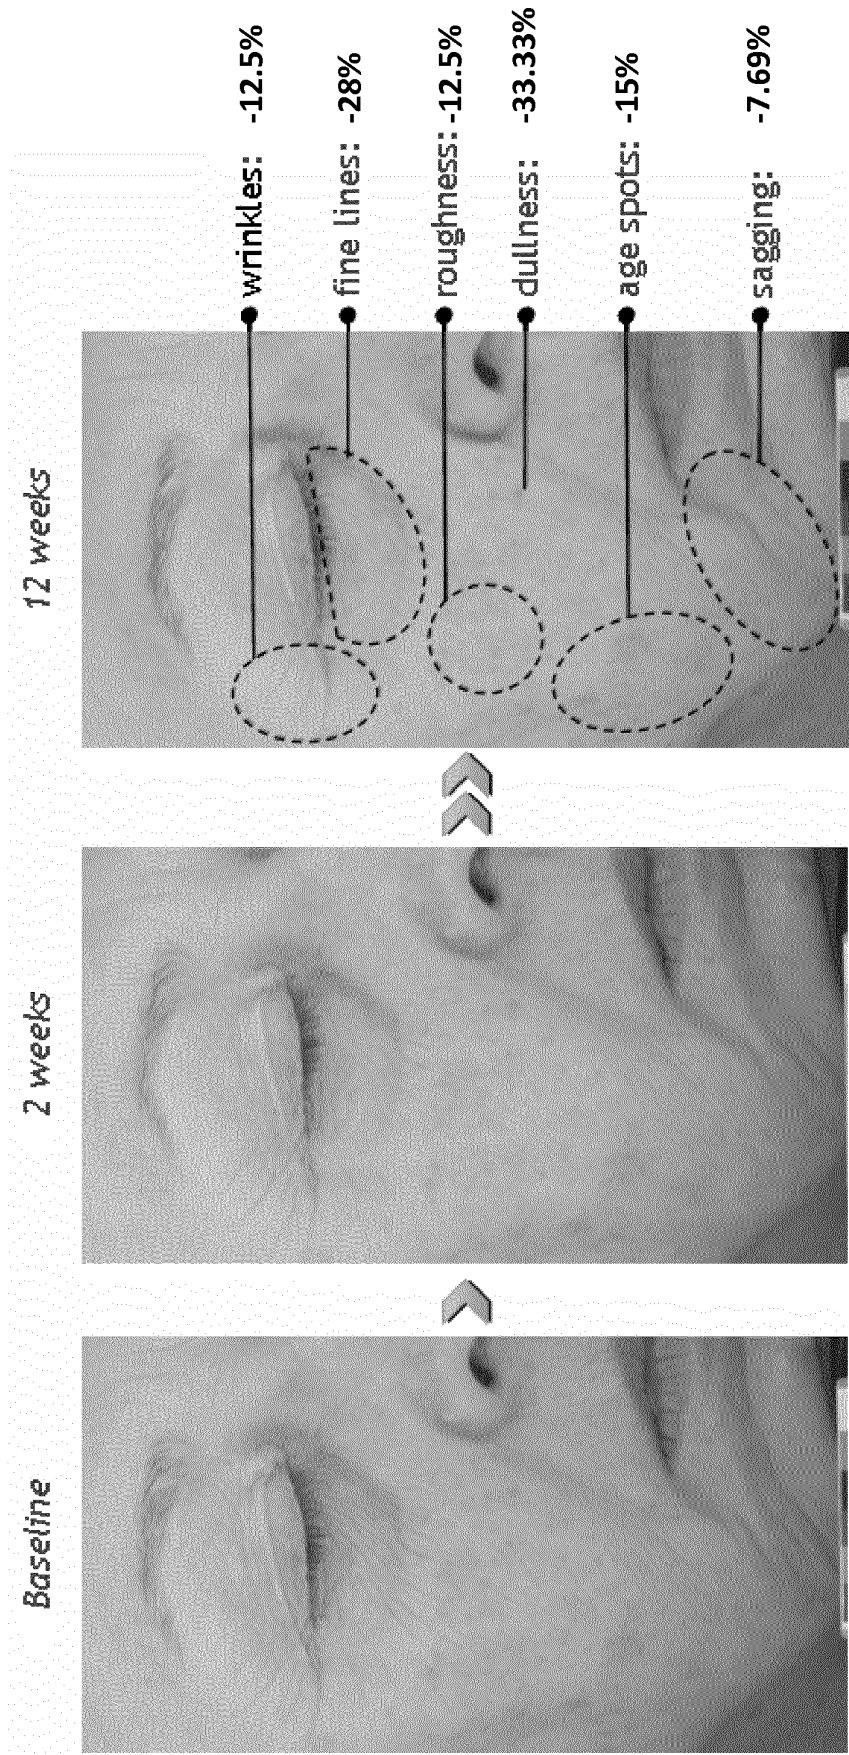 Baseline
2 weeks
12 weeks
wrinkles: -12.5%
fine lines: -28%
roughness: -12.5%
dullness: -33.33%
age spots: -15%
sagging: -7.69%